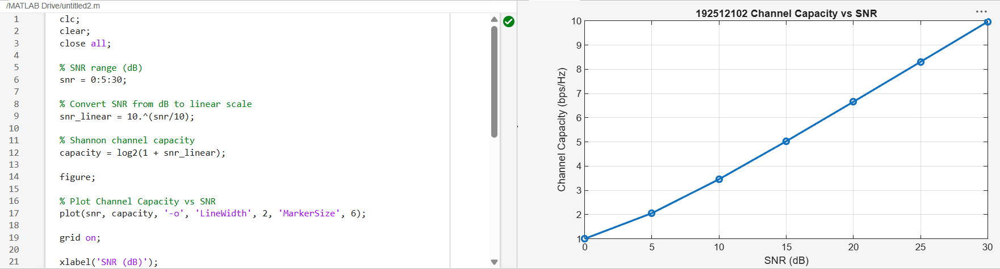 /MATLAB Drive/untitled2.m
1 clc;
2 clear;
3 close all;
4
5 % SNR range (dB)
6 snr = 0:5:30;
7
8 % Convert SNR from dB to linear scale
9 snr_linear = 10.^(snr/10);
10
11 % Shannon channel capacity
12 capacity = log2(1 + snr_linear);
13
14 figure;
15
16 % Plot Channel Capacity vs SNR
17 plot(snr, capacity, '-o', 'LineWidth', 2, 'MarkerSize', 6);
18
19 grid on;
20
21 xlabel('SNR (dB)');
192512102 Channel Capacity vs SNR
Channel Capacity (bps/Hz)
10
9
8
7
6
5
4
3
2
1
0 5 10 15 20 25 30
SNR (dB)